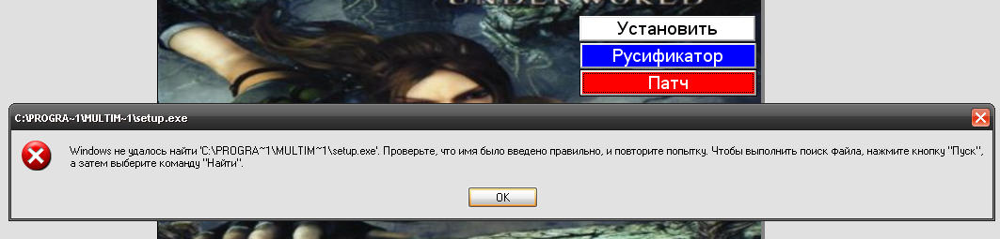 UNDERWORLD
Установить
Русификатор
Патч
C:\PROGRA~1\MULTIM~1\setup.exe
Windows не удалось найти 'C:\PROGRA~1\MULTIM~1\setup.exe'. Проверьте, что имя было введено правильно, и повторите попытку. Чтобы выполнить поиск файла, нажмите кнопку "Пуск",
а затем выберите команду "Найти".
OK